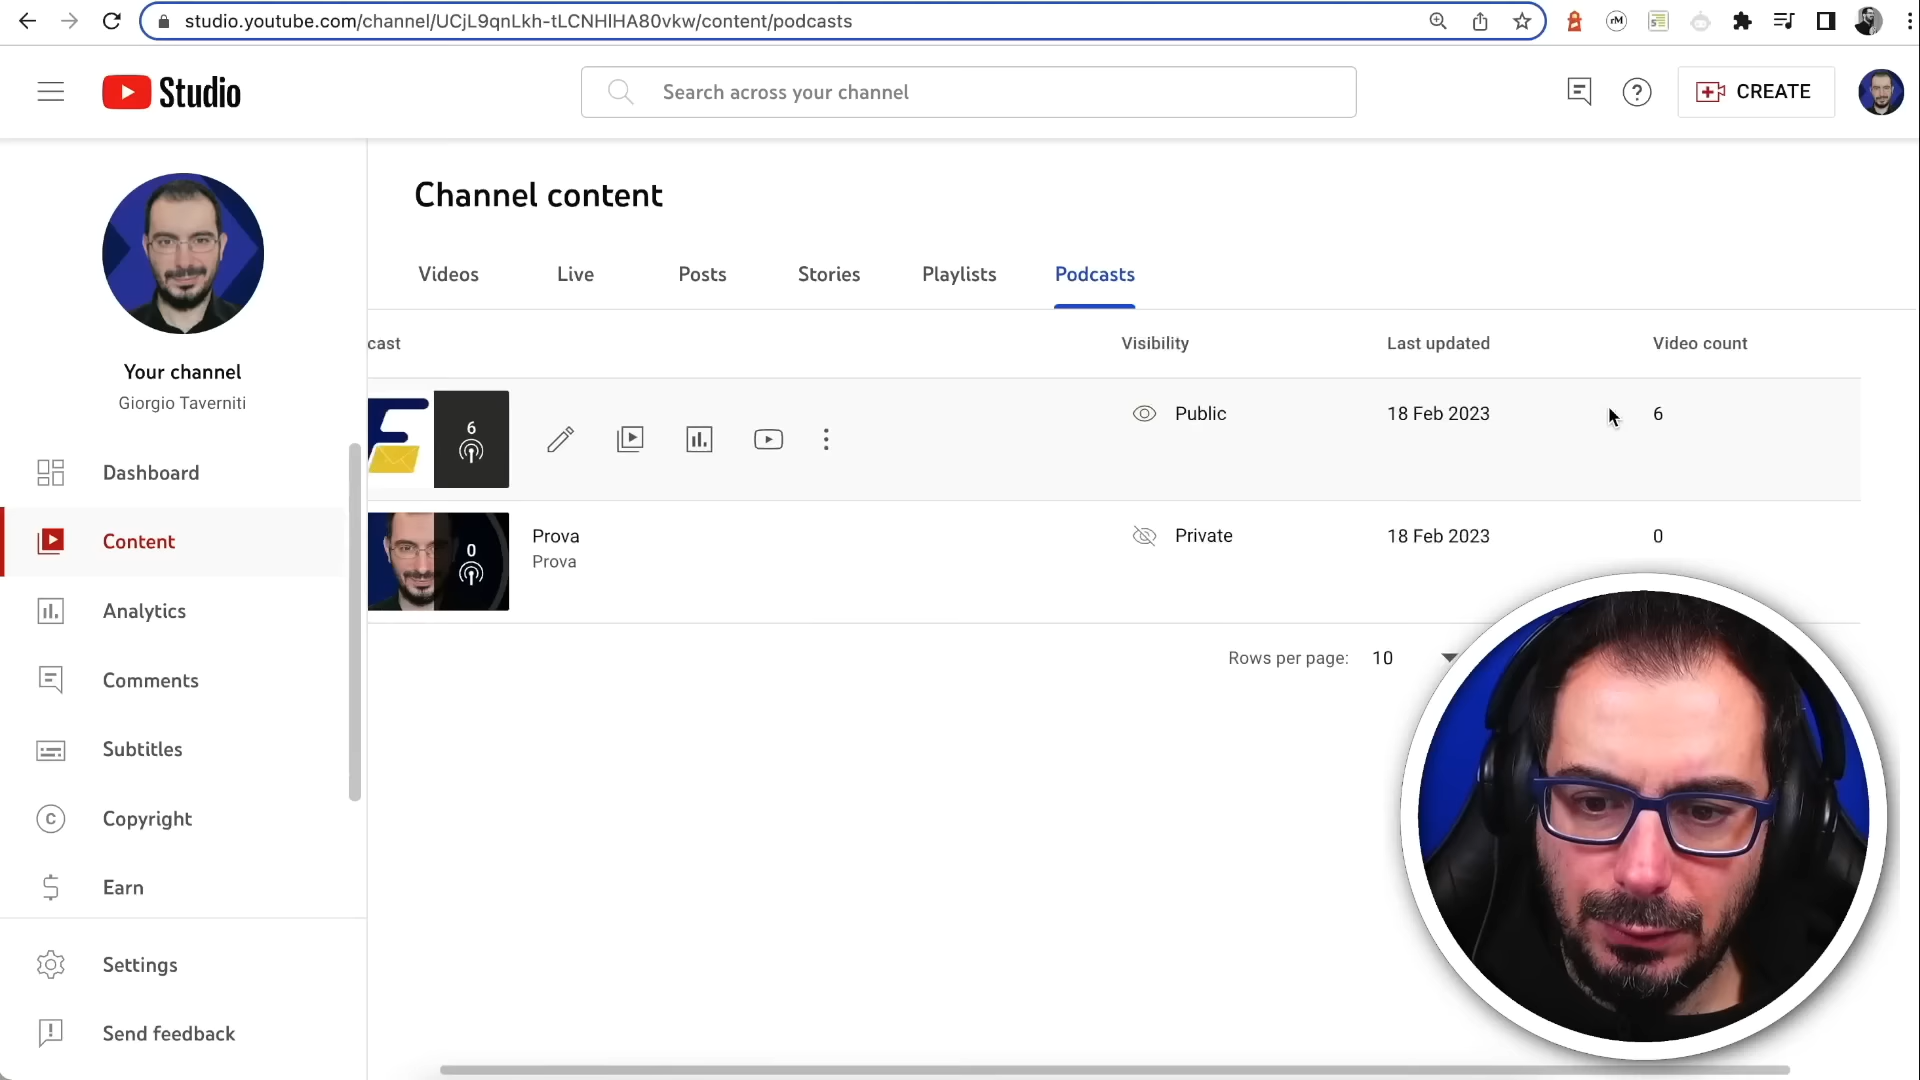 studio.youtube.com/channel/UCjL9qnLkh-tLCNHIHA80vkw/content/podcasts
Studio
Search across your channel
CREATE
Your channel
Giorgio Taverniti
Dashboard
Content
Analytics
Comments
Subtitles
Copyright
Earn
Settings
Send feedback
Channel content
Videos
Live
Posts
Stories
Playlists
Podcasts
cast
Visibility
Last updated
Video count
6
Public
18 Feb 2023
6
0
Prova
Prova
Private
18 Feb 2023
0
Rows per page:
10